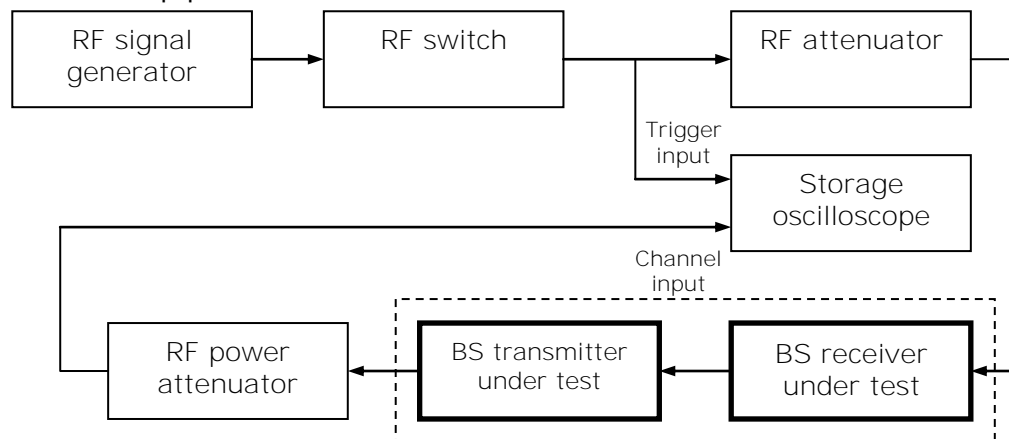 RF signal
generator
RF switch
RF attenuator
Trigger
input
Storage
oscilloscope
Channel
input
RF power
attenuator
BS transmitter
under test
BS receiver
under test